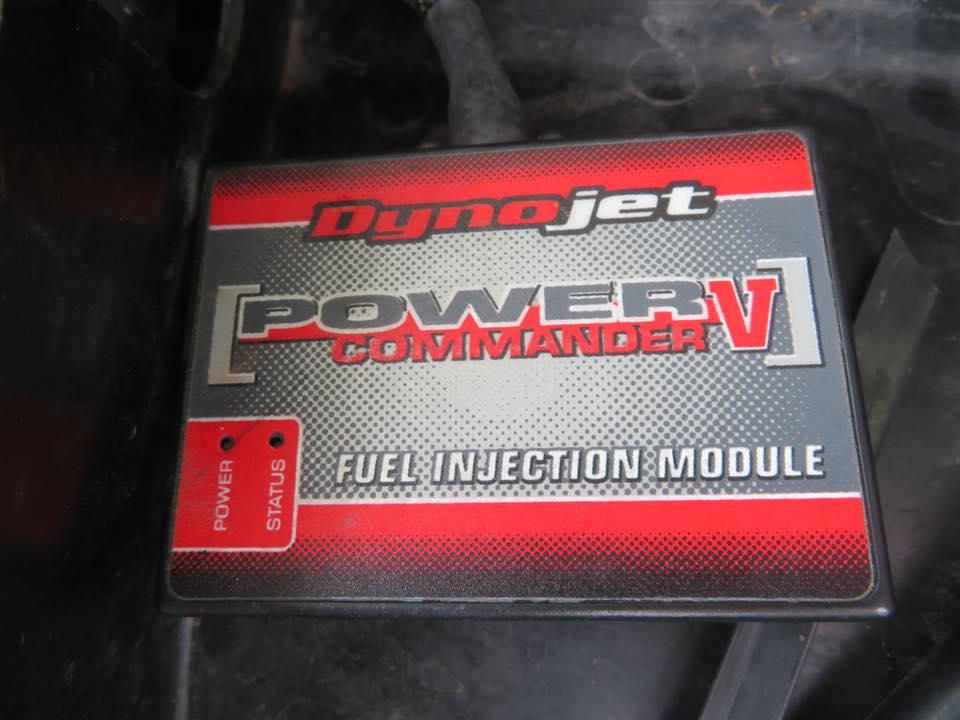 Dynojet
POWER V
COMMANDER
FUEL INJECTION MODULE
POWER
STATUS